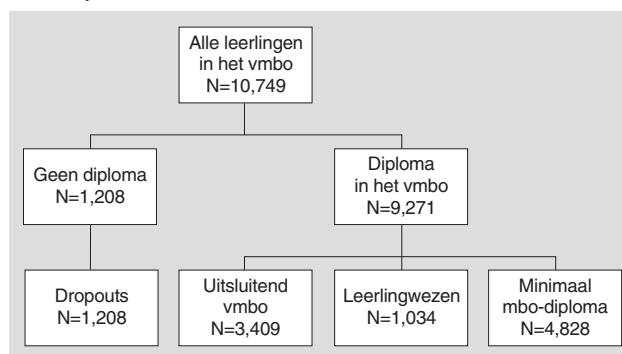 Alle leerlingen
in het vmbo
N=10,749
Geen diploma
N=1,208
Diploma
in het vmbo
N=9,271
Dropouts
N=1,208
Uitsluitend
vmbo
N=3,409
Leerlingwezen
N=1,034
Minimaal
mbo-diploma
N=4,828